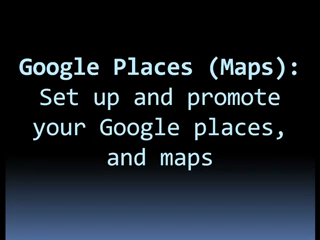 Google Places (Maps):
Set up and promote
your Google places,
and maps